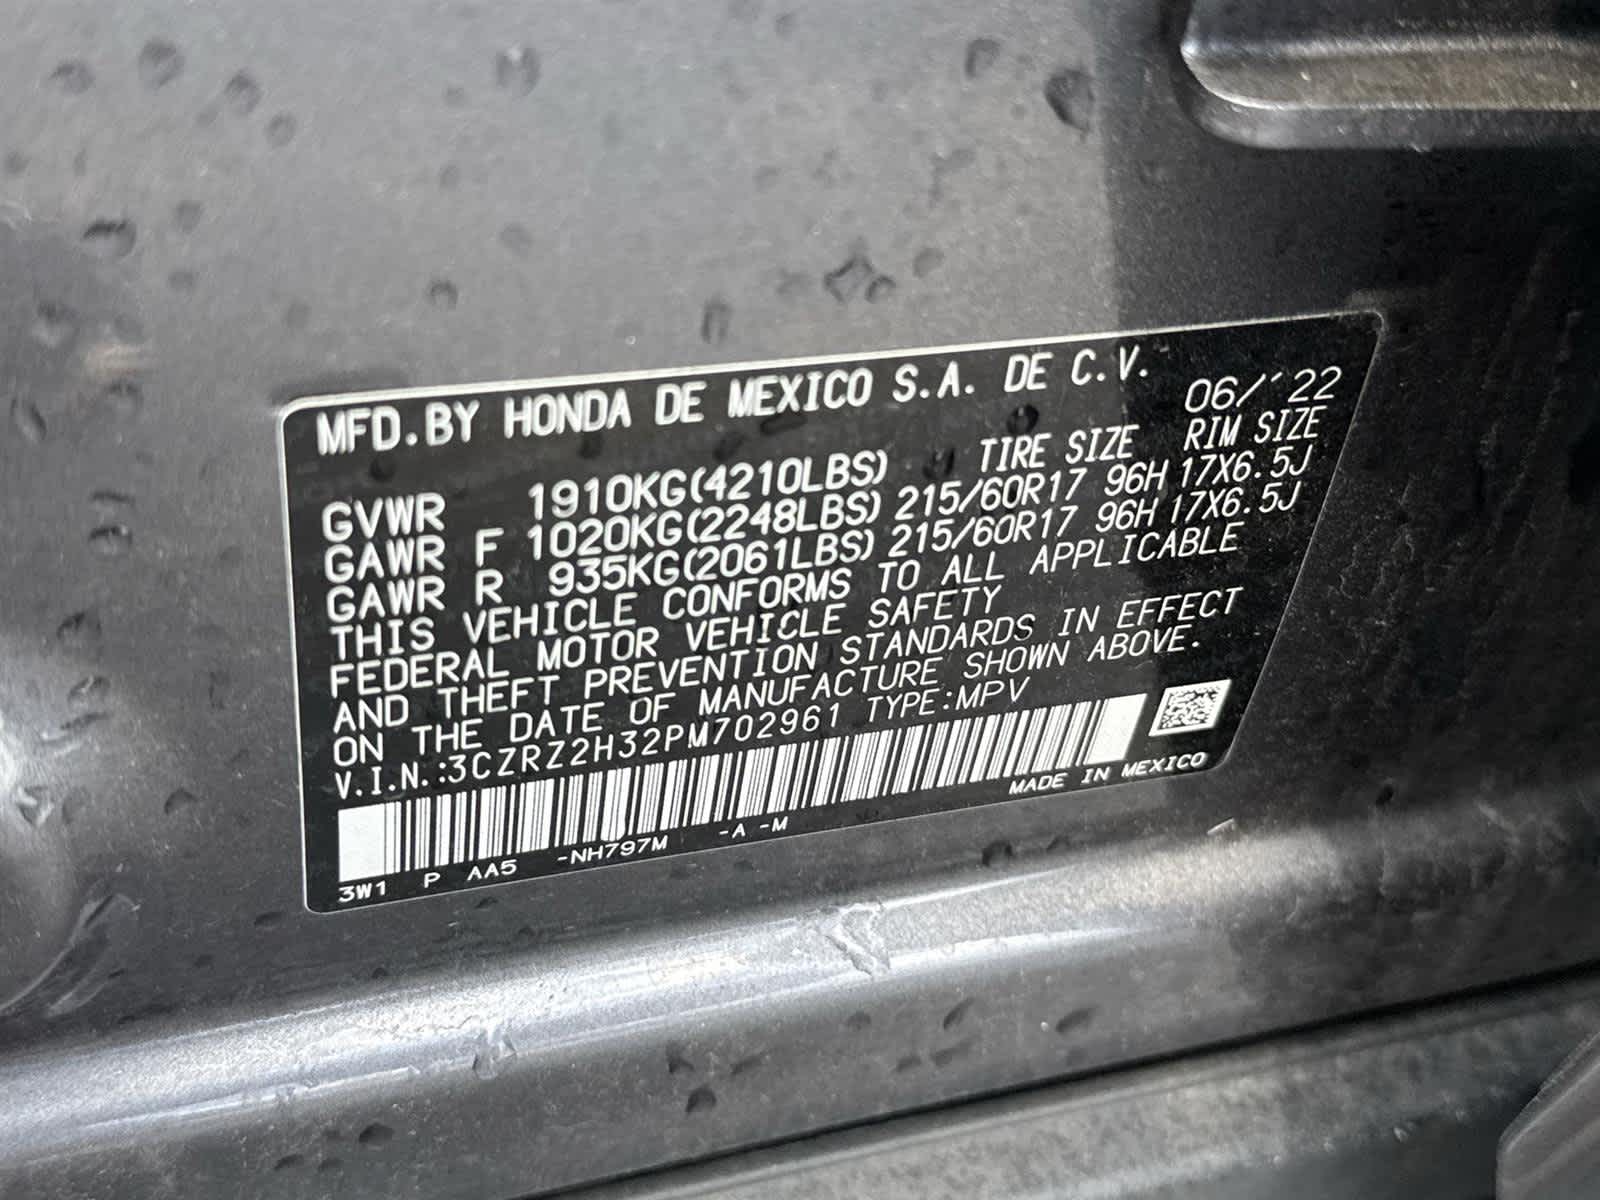 MFD.BY HONDA DE MEXICO S.A. DE C.V.
06/'22
TIRE SIZE RIM SIZE
GVWR 1910KG(4210LBS)
GAWR F 1020KG(2248LBS) 215/60R17 96H 17X6.5J
GAWR R 935KG(2061LBS) 215/60R17 96H 17X6.5J
THIS VEHICLE CONFORMS TO ALL APPLICABLE
FEDERAL MOTOR VEHICLE SAFETY
AND THEFT PREVENTION STANDARDS IN EFFECT
ON THE DATE OF MANUFACTURE SHOWN ABOVE.
V.I.N.:3CZRZ2H32PM702961 TYPE:MPV
MADE IN MEXICO
3W1 P AA5 -NH797M -A -M